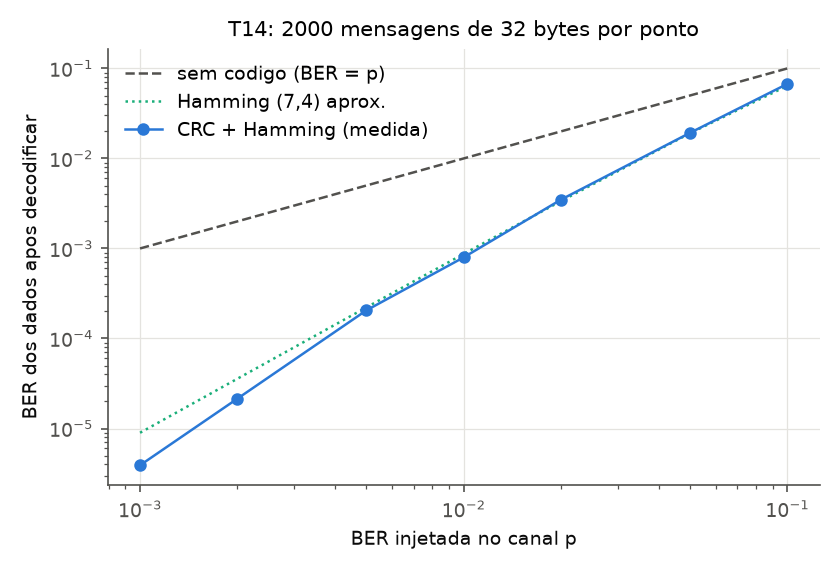 T14: 2000 mensagens de 32 bytes por ponto
sem codigo (BER = p)
Hamming (7,4) aprox.
CRC + Hamming (medida)
BER dos dados apos decodificar
10⁻¹
10⁻²
10⁻³
10⁻⁴
10⁻⁵
10⁻³
10⁻²
10⁻¹
BER injetada no canal p